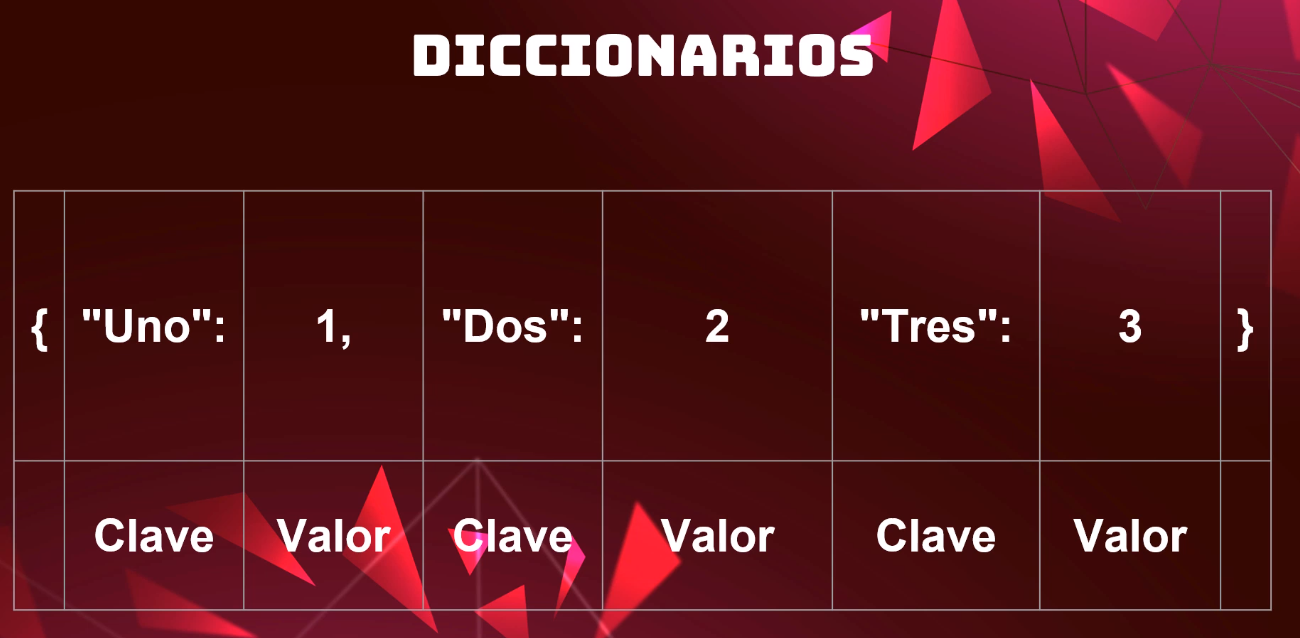 DICCIONARIOS
{ "Uno": 1, "Dos": 2 "Tres": 3 }
Clave Valor Clave Valor Clave Valor